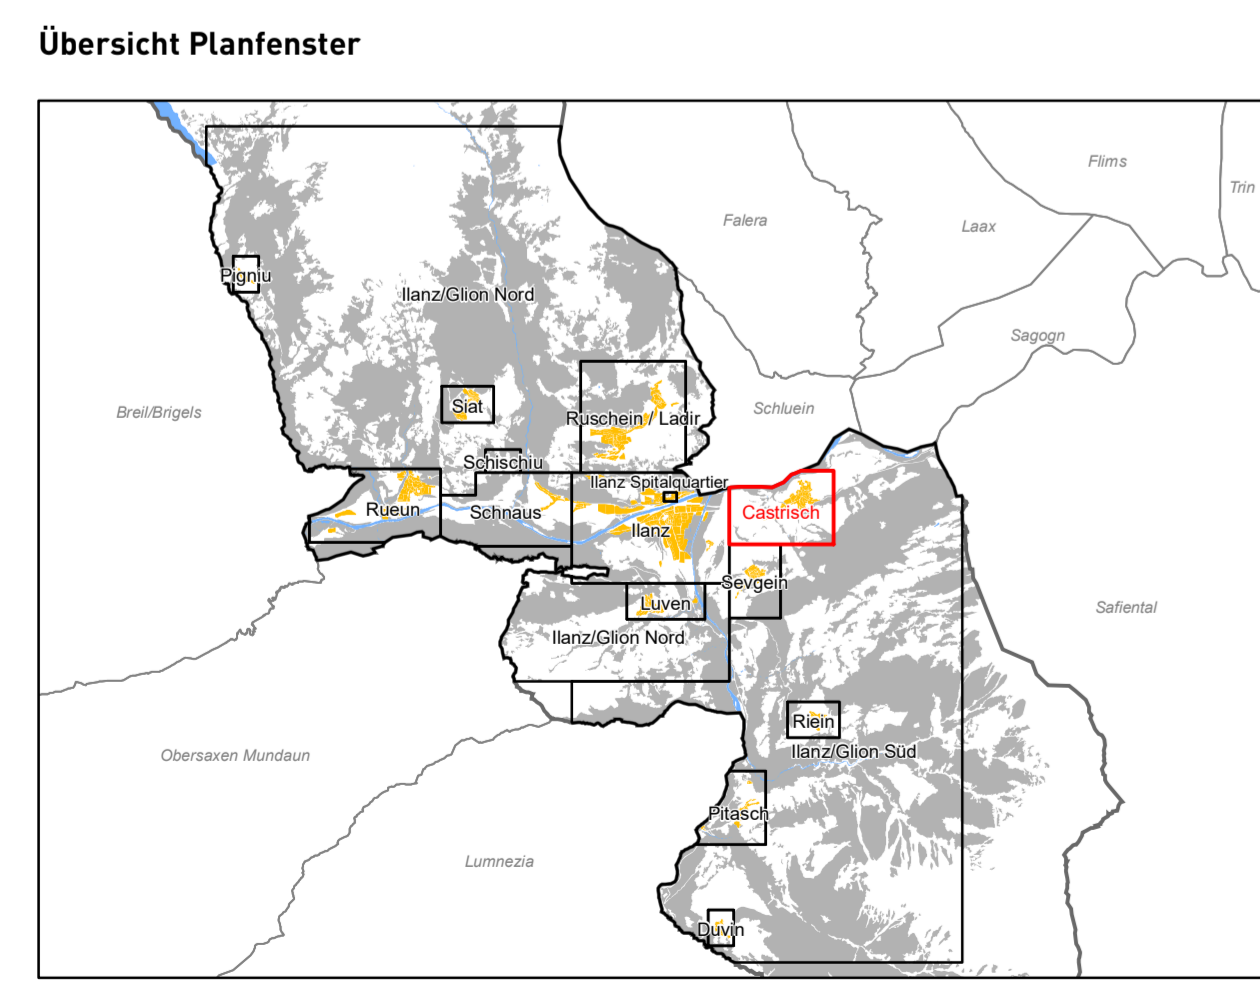 Übersicht Planfenster
Flims
Trin
Falera
Laax
Pigniu
Ilanz/Glion Nord
Sagogn
Breil/Brigels
Siat
Schluein
Ruschein / Ladir
Schischiu
Ilanz Spitalquartier
Rueun
Schnaus
Castrisch
Ilanz
Sevgein
Luven
Safiental
Ilanz/Glion Nord
Riein
Ilanz/Glion Süd
Obersaxen Mundaun
Pitasch
Lumnezia
Duvin